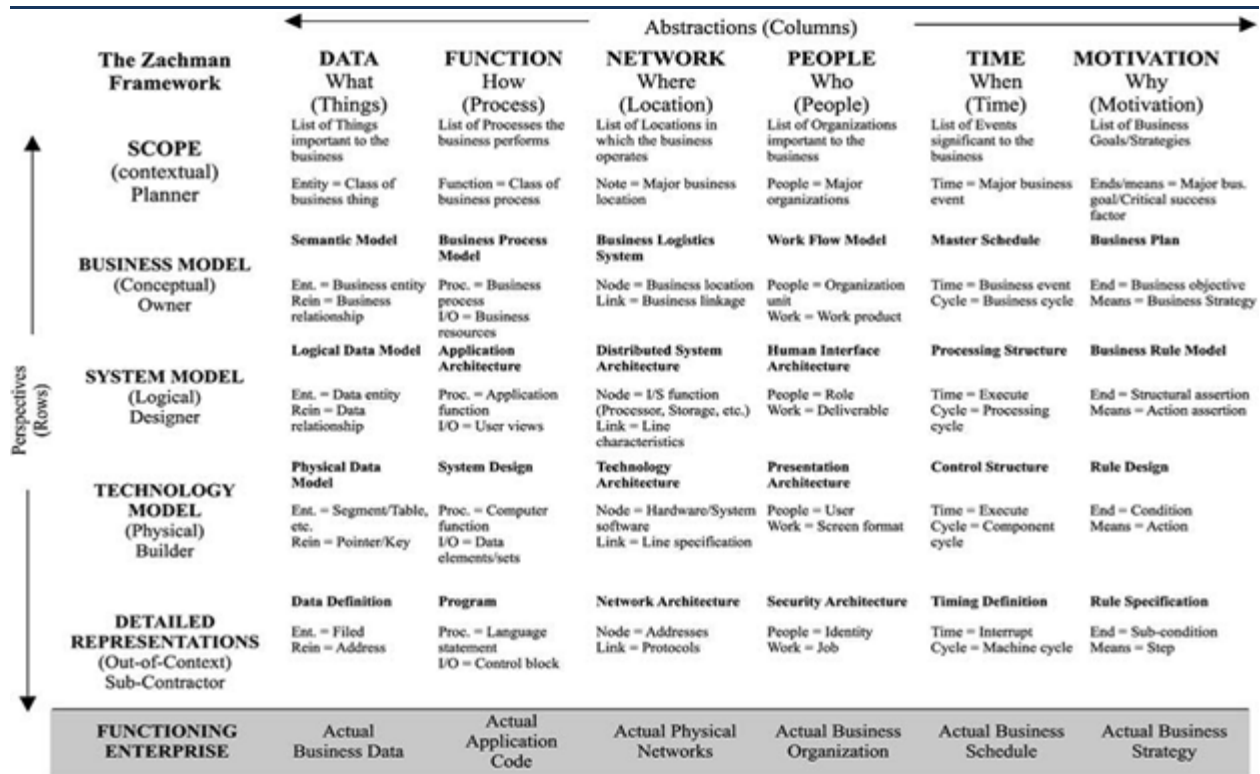 Abstractions (Columns)
The Zachman
Framework
DATA
What
(Things)
FUNCTION
How
(Process)
NETWORK
Where
(Location)
PEOPLE
Who
(People)
TIME
When
(Time)
MOTIVATION
Why
(Motivation)
Perspectives
(Rows)
SCOPE
(contextual)
Planner
List of Things
important to the
business
Entity = Class of
business thing
List of Processes the
business performs
Function = Class of
business process
List of Locations in
which the business
operates
Note = Major business
location
List of Organizations
important to the
business
People = Major
organizations
List of Events
significant to the
business
Time = Major business
event
List of Business
Goals/Strategies
Ends/means = Major bus.
goal/Critical success
factor
BUSINESS MODEL
(Conceptual)
Owner
Semantic Model
Ent. = Business entity
Rein = Business
relationship
Business Process
Model
Proc. = Business
process
I/O = Business
resources
Business Logistics
System
Node = Business location
Link = Business linkage
Work Flow Model
People = Organization
unit
Work = Work product
Master Schedule
Time = Business event
Cycle = Business cycle
Business Plan
End = Business objective
Means = Business Strategy
SYSTEM MODEL
(Logical)
Designer
Logical Data Model
Ent. = Data entity
Rein = Data
relationship
Application
Architecture
Proc. = Application
function
I/O = User views
Distributed System
Architecture
Node = I/S function
(Processor, Storage, etc.)
Link = Line
characteristics
Human Interface
Architecture
People = Role
Work = Deliverable
Processing Structure
Time = Execute
Cycle = Processing
cycle
Business Rule Model
End = Structural assertion
Means = Action assertion
TECHNOLOGY
MODEL
(Physical)
Builder
Physical Data
Model
Ent. = Segment/Table,
etc.
Rein = Pointer/Key
System Design
Proc. = Computer
function
I/O = Data
elements/sets
Technology
Architecture
Node = Hardware/System
software
Link = Line specification
Presentation
Architecture
People = User
Work = Screen format
Control Structure
Time = Execute
Cycle = Component
cycle
Rule Design
End = Condition
Means = Action
DETAILED
REPRESENTATIONS
(Out-of-Context)
Sub-Contractor
Data Definition
Ent. = Filed
Rein = Address
Program
Proc. = Language
statement
I/O = Control block
Network Architecture
Node = Addresses
Link = Protocols
Security Architecture
People = Identity
Work = Job
Timing Definition
Time = Interrupt
Cycle = Machine cycle
Rule Specification
End = Sub-condition
Means = Step
FUNCTIONING
ENTERPRISE
Actual
Business Data
Actual
Application
Code
Actual Physical
Networks
Actual Business
Organization
Actual Business
Schedule
Actual Business
Strategy